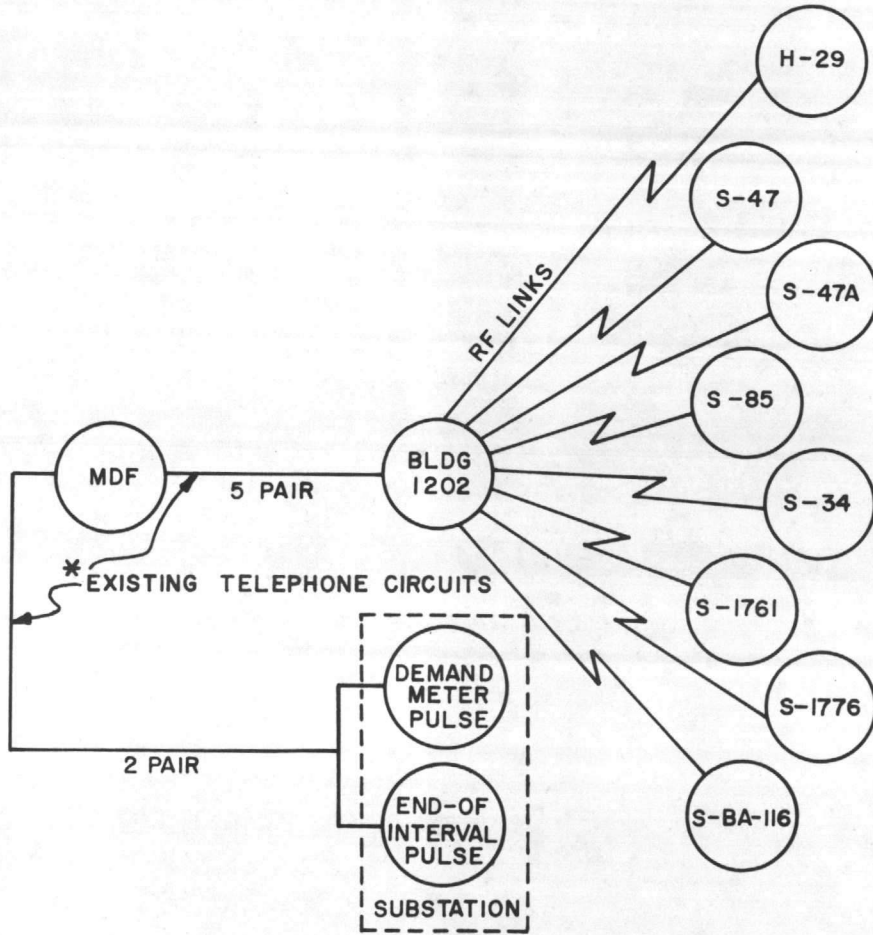 H-29
S-47
S-47A
RF LINKS
S-85
MDF
5 PAIR
BLDG
1202
S-34
* EXISTING TELEPHONE CIRCUITS
S-1761
DEMAND
METER
PULSE
S-1776
2 PAIR
END-OF
INTERVAL
PULSE
S-BA-116
SUBSTATION